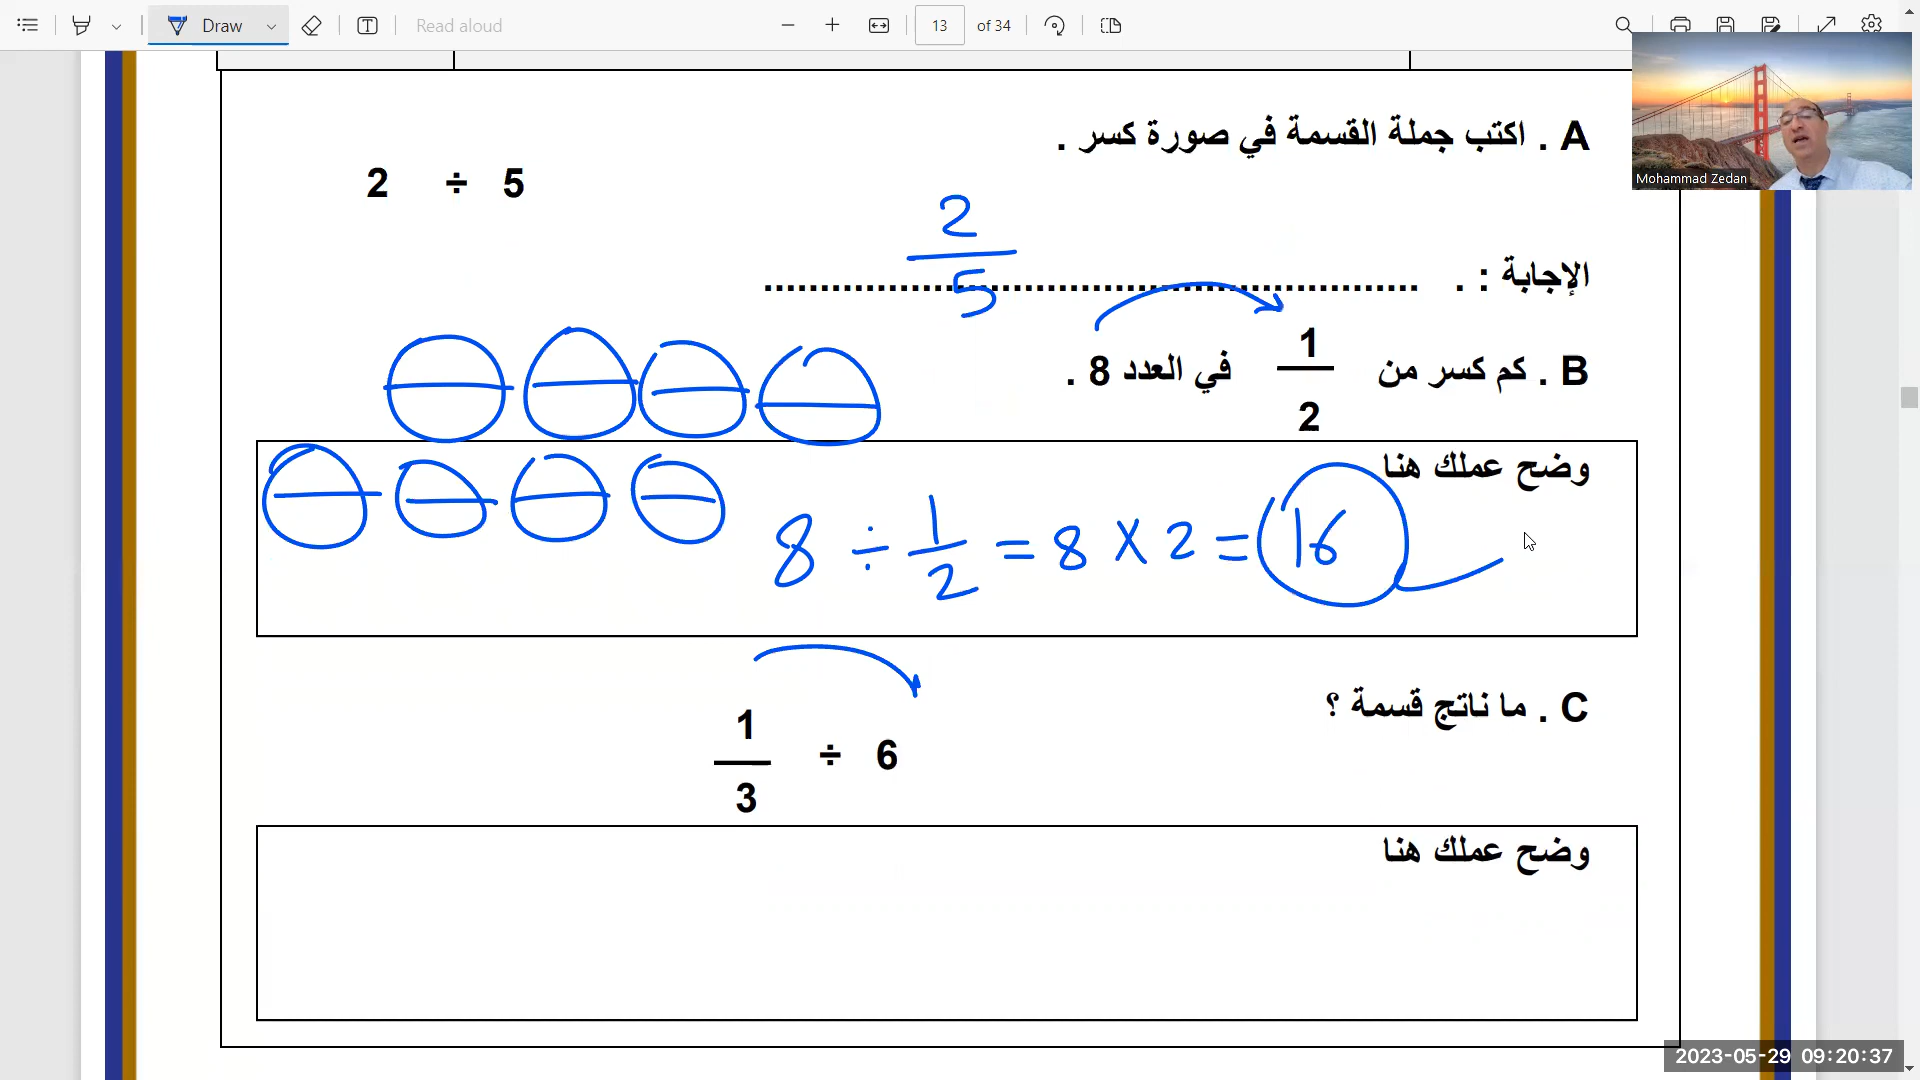 Draw
Read aloud
13 of 34
Mohammad Zedan
A . اكتب جملة القسمة في صورة كسر .
2 ÷ 5
2
5
الإجابة : . ..........................................................
B . كم كسر من 1/2 في العدد 8 .
وضح عملك هنا
8 ÷ 1/2 = 8 × 2 = 16
C . ما ناتج قسمة ؟
1/3 ÷ 6
وضح عملك هنا
2023-05-29 09:20:37